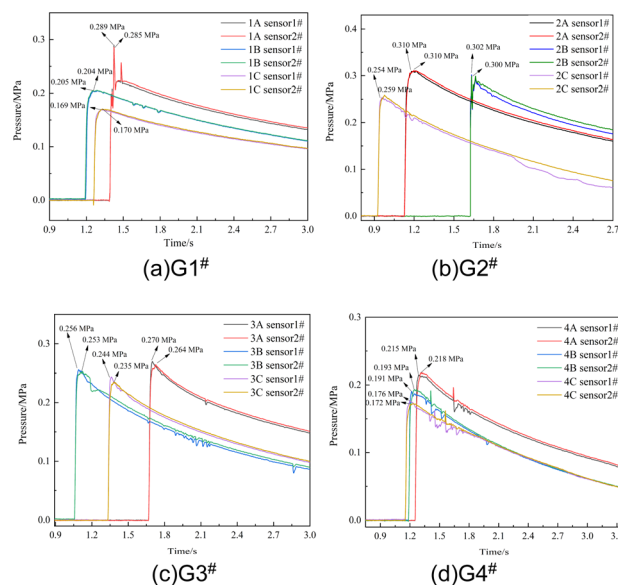 0.289 MPa
0.285 MPa
0.205 MPa
0.204 MPa
0.169 MPa
0.170 MPa
1A sensor1#
1A sensor2#
1B sensor1#
1B sensor2#
1C sensor1#
1C sensor2#
Pressure/MPa
0.3
0.2
0.1
0.0
0.9 1.2 1.5 1.8 2.1 2.4 2.7 3.0
Time/s
(a)G1#
0.310 MPa
0.310 MPa
0.302 MPa
0.300 MPa
0.254 MPa
0.259 MPa
2A sensor1#
2A sensor2#
2B sensor1#
2B sensor2#
2C sensor1#
2C sensor2#
Pressure/MPa
0.4
0.3
0.2
0.1
0.0
0.9 1.2 1.5 1.8 2.1 2.4 2.7
Time/s
(b)G2#
0.256 MPa
0.253 MPa
0.244 MPa
0.235 MPa
0.270 MPa
0.264 MPa
3A sensor1#
3A sensor2#
3B sensor1#
3B sensor2#
3C sensor1#
3C sensor2#
Pressure/MPa
0.3
0.2
0.1
0.0
0.9 1.2 1.5 1.8 2.1 2.4 2.7 3.0
Time/s
(c)G3#
0.215 MPa
0.218 MPa
0.193 MPa
0.191 MPa
0.176 MPa
0.172 MPa
4A sensor1#
4A sensor2#
4B sensor1#
4B sensor2#
4C sensor1#
4C sensor2#
Pressure/MPa
0.3
0.2
0.1
0.0
0.9 1.2 1.5 1.8 2.1 2.4 2.7 3.0 3.3
Time/s
(d)G4#